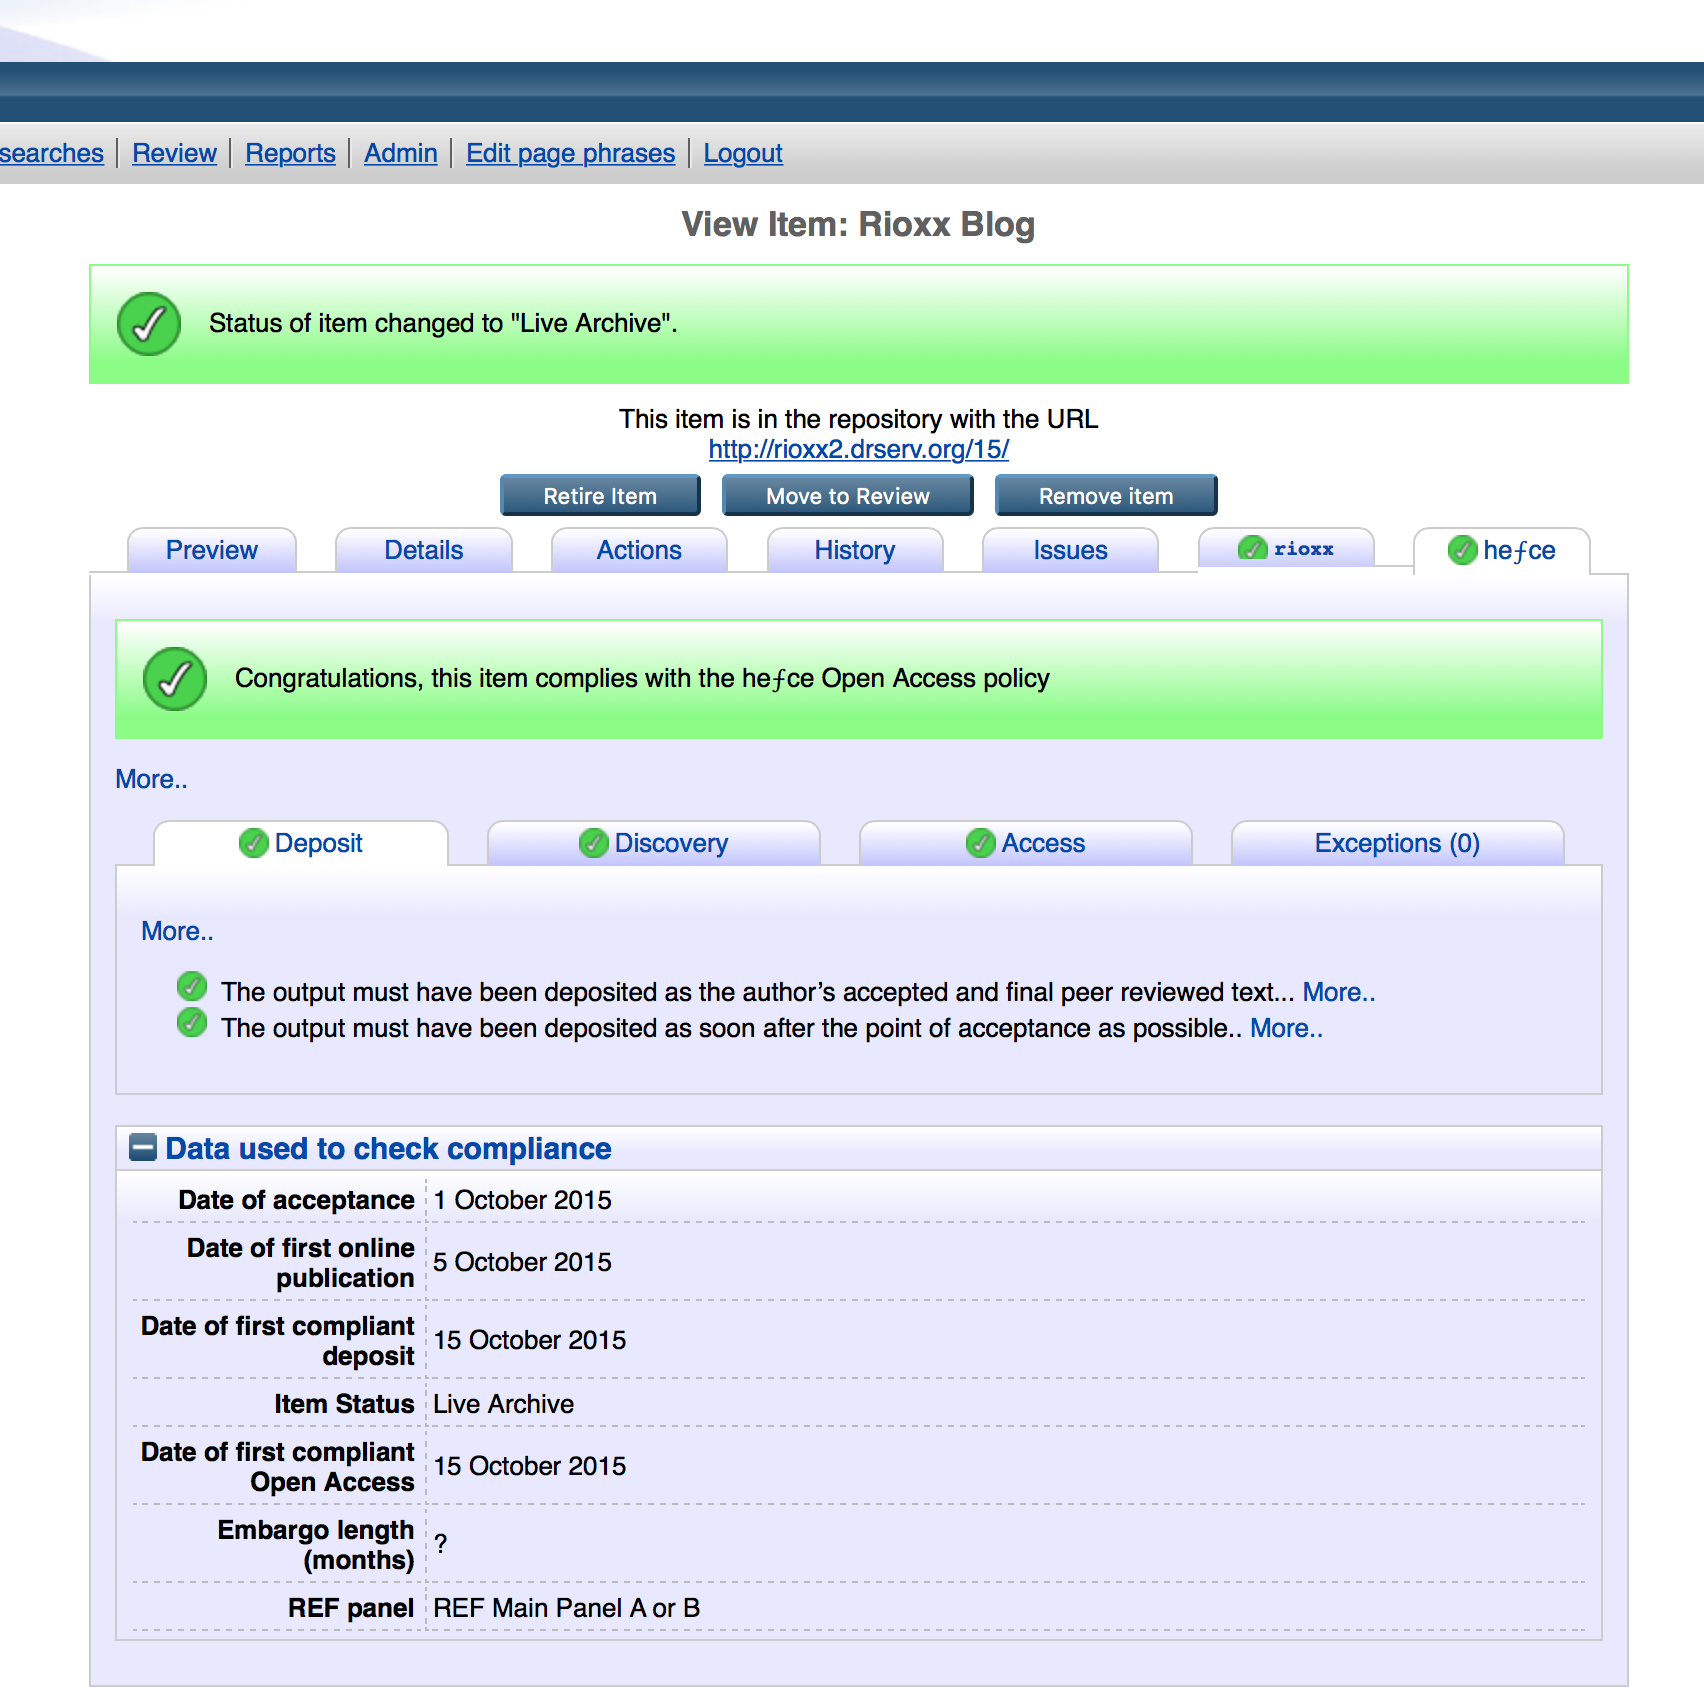 searches | Review | Reports | Admin | Edit page phrases | Logout
View Item: Rioxx Blog
Status of item changed to "Live Archive".
This item is in the repository with the URL
http://rioxx2.drserv.org/15/
Retire Item Move to Review Remove item
Preview Details Actions History Issues rioxx heƒce
Congratulations, this item complies with the heƒce Open Access policy
More..
Deposit Discovery Access Exceptions (0)
More..
The output must have been deposited as the author’s accepted and final peer reviewed text... More..
The output must have been deposited as soon after the point of acceptance as possible.. More..
Data used to check compliance
Date of acceptance 1 October 2015
Date of first online
publication 5 October 2015
Date of first compliant
deposit 15 October 2015
Item Status Live Archive
Date of first compliant
Open Access 15 October 2015
Embargo length
(months) ?
REF panel REF Main Panel A or B